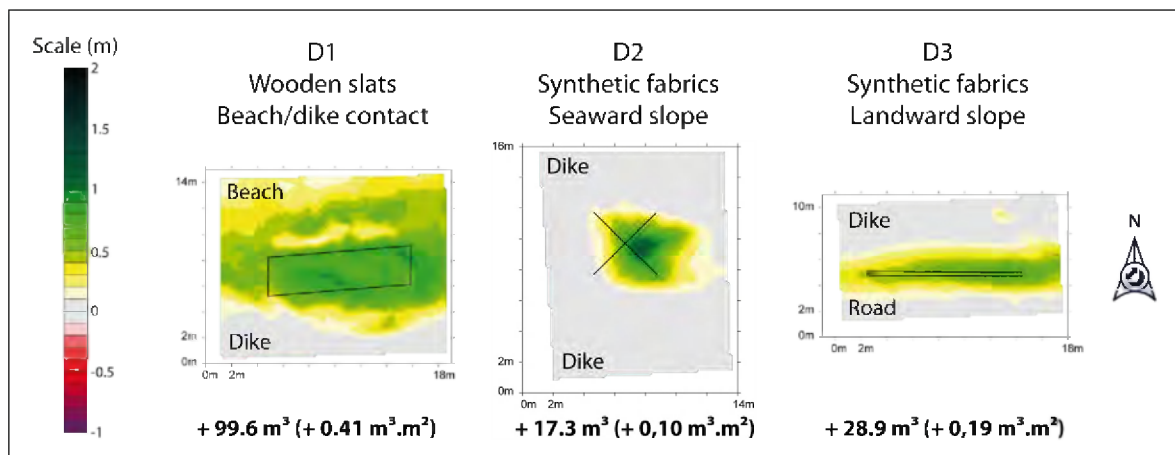 Scale (m)
2
1.5
1
0.5
0
-0.5
-1
D1
Wooden slats
Beach/dike contact
14m
Beach
2m
Dike
0m
0m 2m 18m
+ 99.6 m³ (+ 0.41 m³.m²)
D2
Synthetic fabrics
Seaward slope
16m
Dike
2m
Dike
0m
0m 2m 14m
+ 17.3 m³ (+ 0,10 m³.m²)
D3
Synthetic fabrics
Landward slope
10m
Dike
Road
2m
0m
0m 2m 18m
+ 28.9 m³ (+ 0,19 m³.m²)
N